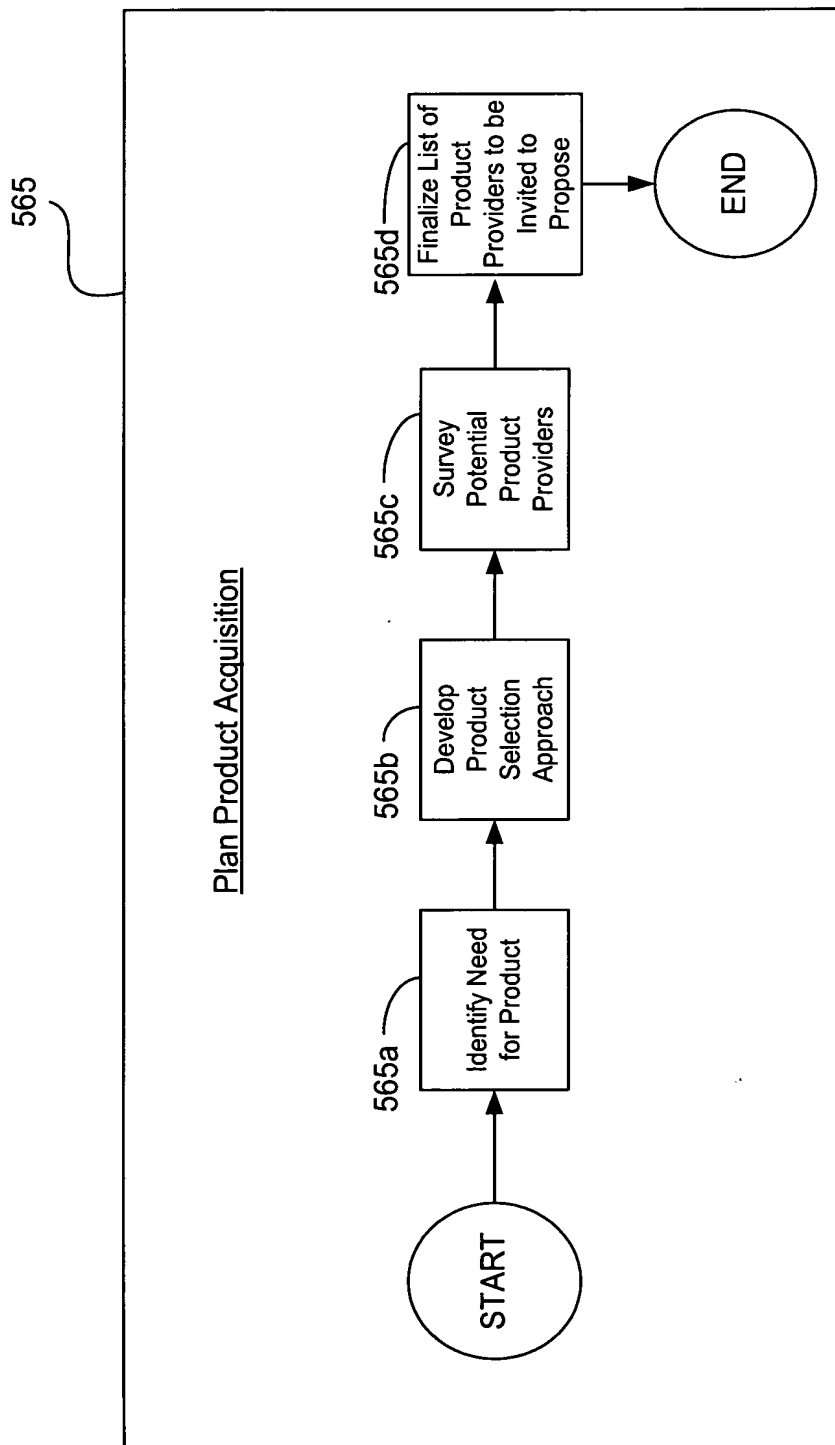 565
Plan Product Acquisition
START
565a
Identify Need
for Product
565b
Develop
Product
Selection
Approach
565c
Survey
Potential
Product
Providers
565d
Finalize List of
Product
Providers to be
Invited to
Propose
END